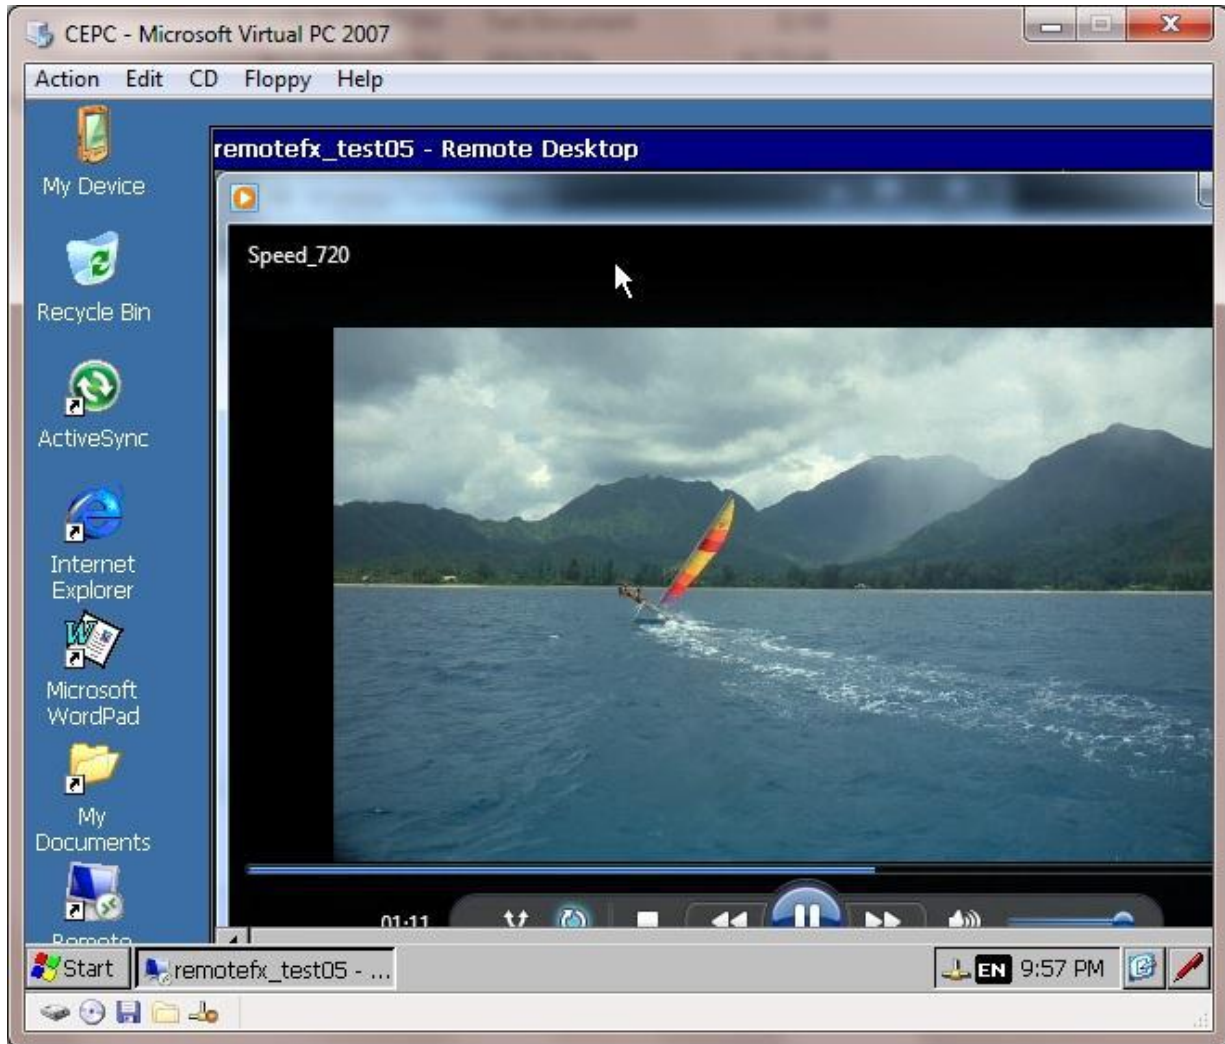 CEPC - Microsoft Virtual PC 2007
Action Edit CD Floppy Help
My Device
Recycle Bin
ActiveSync
Internet
Explorer
Microsoft
WordPad
My
Documents
Remote
remotefx_test05 - Remote Desktop
Speed_720
01:11
Start
remotefx_test05 - ...
EN
9:57 PM